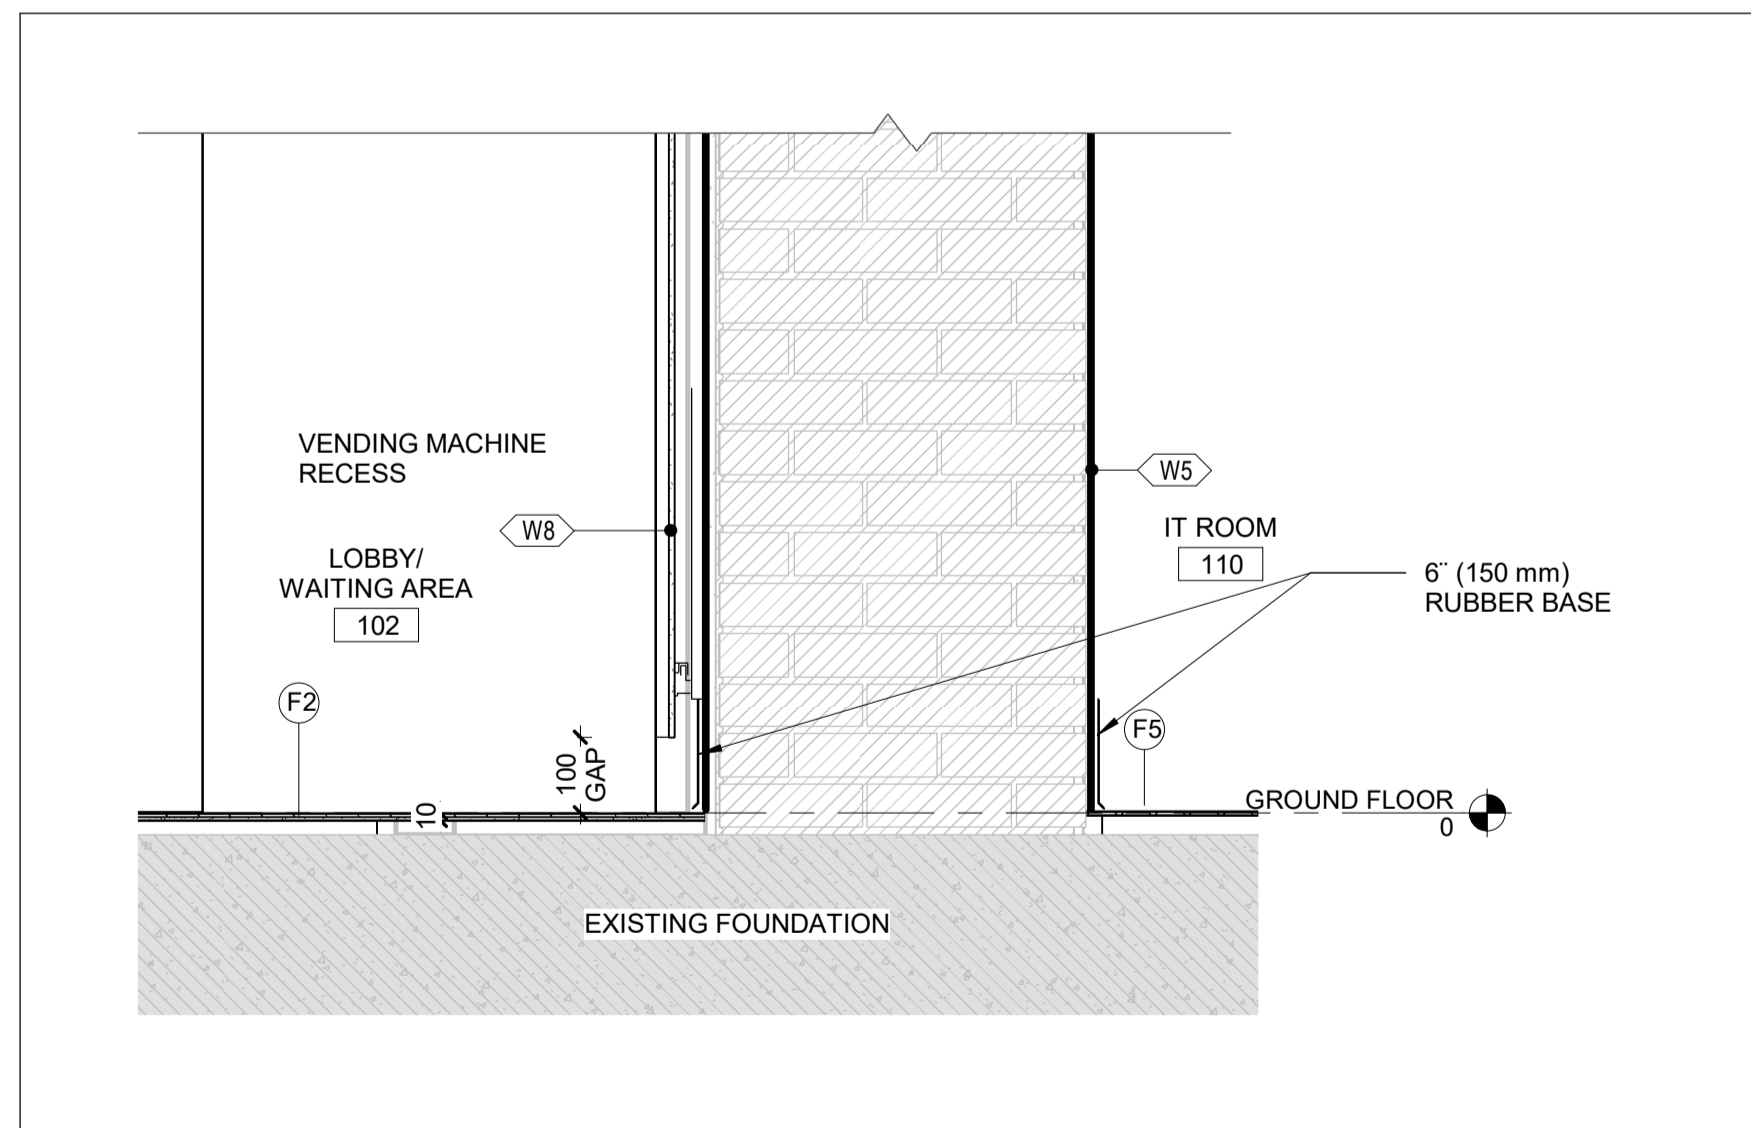 VENDING MACHINE
RECESS
W8
LOBBY/
WAITING AREA
102
F2
100
GAP
10
W5
IT ROOM
110
6¨ (150 mm)
RUBBER BASE
F5
GROUND FLOOR
0
EXISTING FOUNDATION